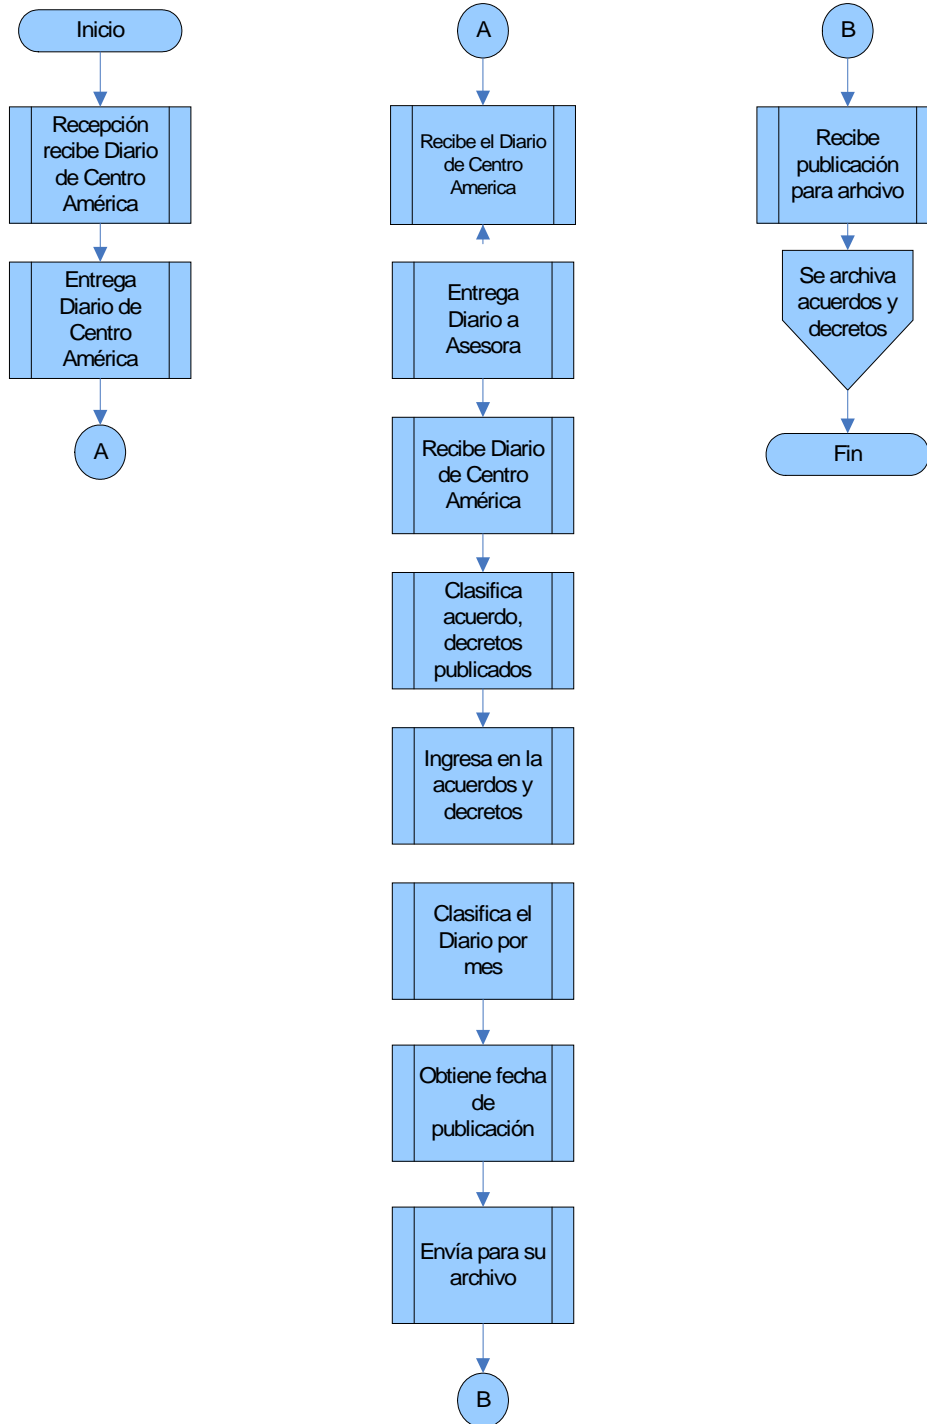 Inicio
Recepción
recibe Diario
de Centro
América
Entrega
Diario de
Centro
América
A
A
Recibe el Diario
de Centro
America
Entrega
Diario a
Asesora
Recibe Diario
de Centro
América
Clasifica
acuerdo,
decretos
publicados
Ingresa en la
acuerdos y
decretos
Clasifica el
Diario por
mes
Obtiene fecha
de
publicación
Envía para su
archivo
B
B
Recibe
publicación
para arhcivo
Se archiva
acuerdos y
decretos
Fin